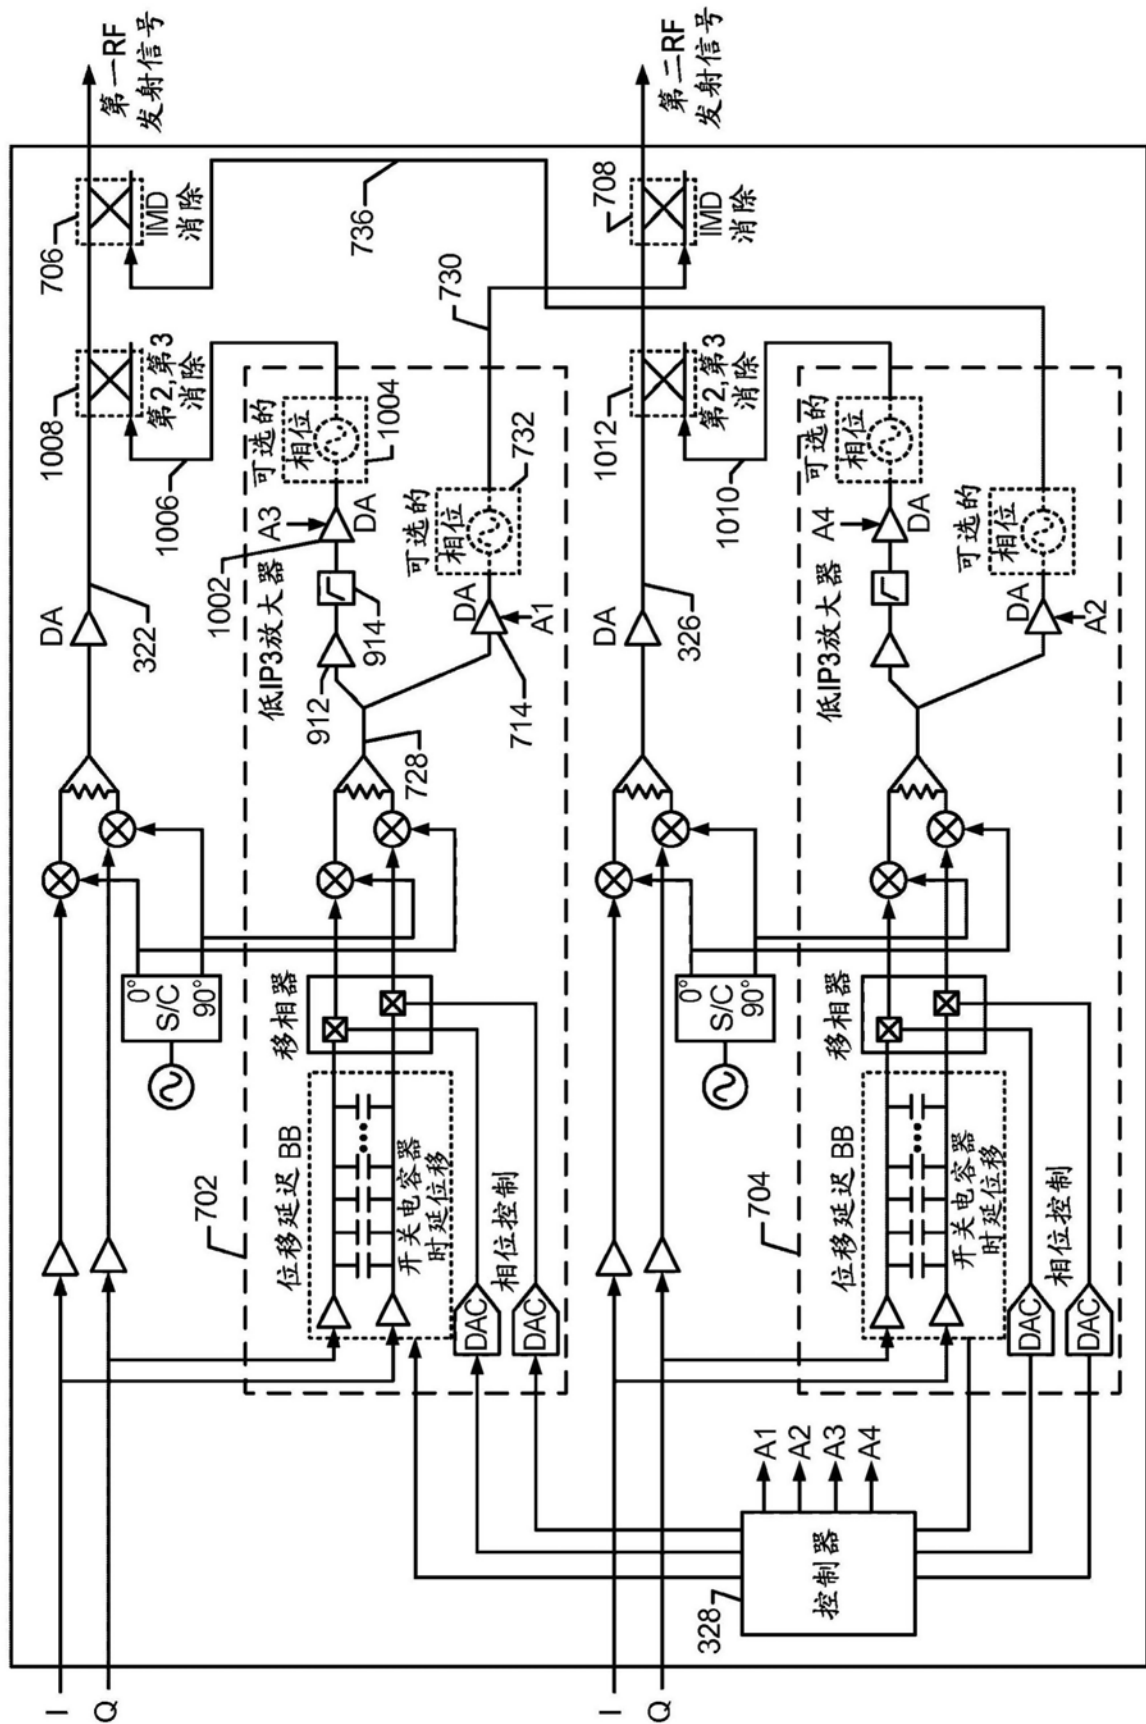 I
Q
DA
322
1008
第2,第3
消除
706
IMD
消除
第一RF
发射信号
0°
S/C
90°
702
位移延迟 BB
开关电容器
时延位移
移相器
DAC
DAC
相位控制
728
低IP3放大器
912
914
1002
A3
DA
可选的
相位
1004
1006
714
DA
A1
可选的
相位
732
730
736
328
控制器
A1
A2
A3
A4
I
Q
DA
326
1012
第2,第3
消除
708
IMD
消除
第二RF
发射信号
0°
S/C
90°
704
位移延迟 BB
开关电容器
时延位移
移相器
DAC
DAC
相位控制
低IP3放大器
A4
DA
可选的
相位
1010
DA
A2
可选的
相位